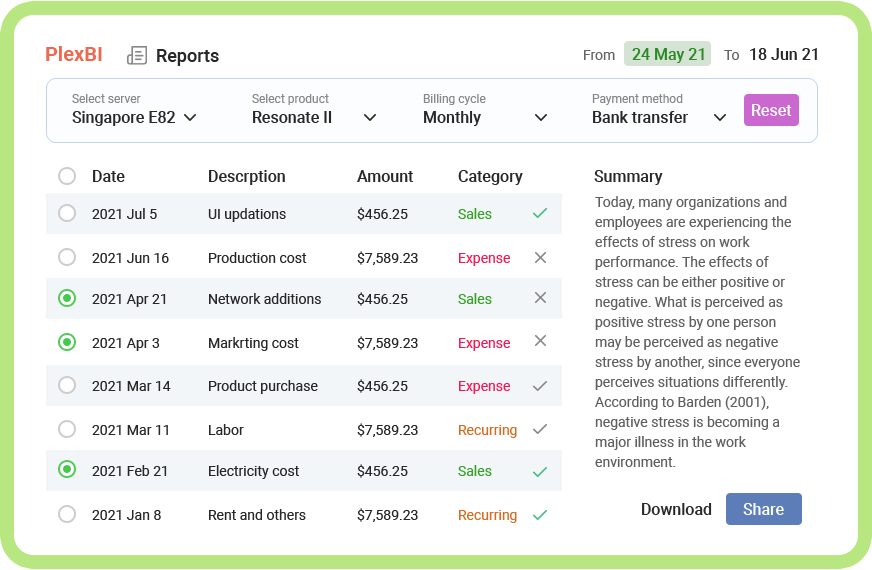 PlexBI Reports From 24 May 21 To 18 Jun 21
Select server Select product Billing cycle Payment method
Singapore E82 Resonate II Monthly Bank transfer Reset
Date Descrption Amount Category
2021 Jul 5 UI updations $456.25 Sales
2021 Jun 16 Production cost $7,589.23 Expense
2021 Apr 21 Network additions $456.25 Sales
2021 Apr 3 Markrting cost $7,589.23 Expense
2021 Mar 14 Product purchase $456.25 Expense
2021 Mar 11 Labor $7,589.23 Recurring
2021 Feb 21 Electricity cost $456.25 Sales
2021 Jan 8 Rent and others $7,589.23 Recurring
Summary
Today, many organizations and
employees are experiencing the
effects of stress on work
performance. The effects of
stress can be either positive or
negative. What is perceived as
positive stress by one person
may be perceived as negative
stress by another, since everyone
perceives situations differently.
According to Barden (2001),
negative stress is becoming a
major illness in the work
environment.
Download Share